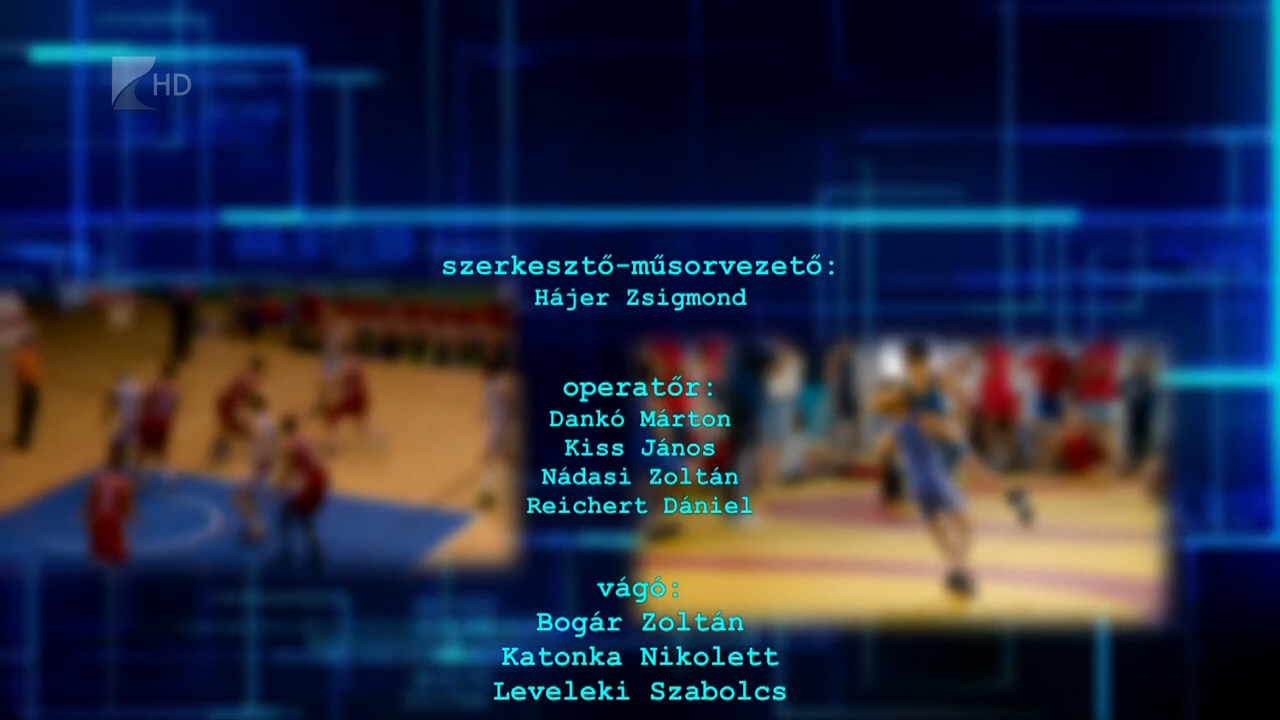 HD
szerkesztő-műsorvezető:
Hájer Zsigmond
operatőr:
Dankó Márton
Kiss János
Nádasi Zoltán
Reichert Dániel
vágó:
Bogár Zoltán
Katonka Nikolett
Leveleki Szabolcs